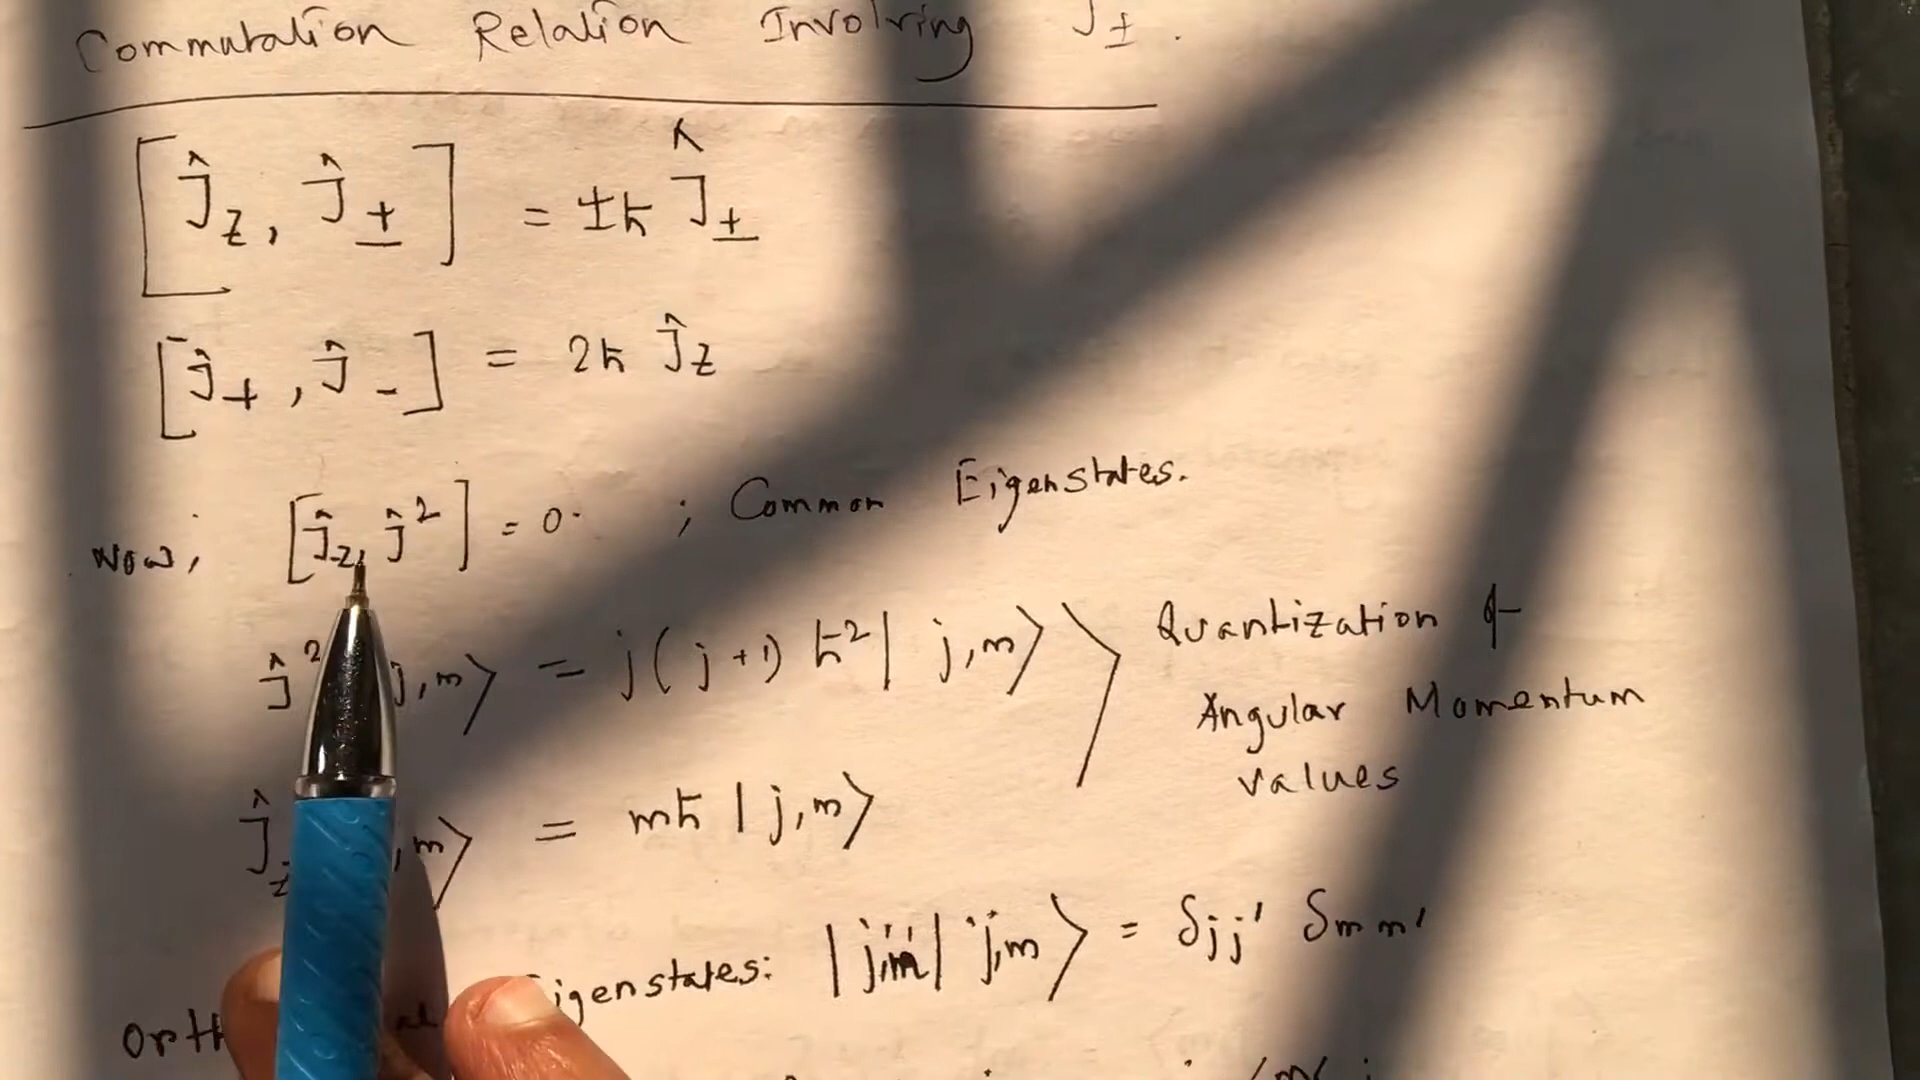 Commutation Relation Involving J±.
[Ĵz, Ĵ±] = ±ħ Ĵ±
[Ĵ+, Ĵ-] = 2ħ Ĵz
Now; [Ĵz, Ĵ²] = 0. ; Common Eigenstates.
Ĵ² j,m⟩ = j(j+1) ħ² | j,m⟩ Quantization of
Angular Momentum
values
Ĵz ,m⟩ = mħ | j,m⟩
Eigenstates: | j',m' | j,m⟩ = δjj' δmm'